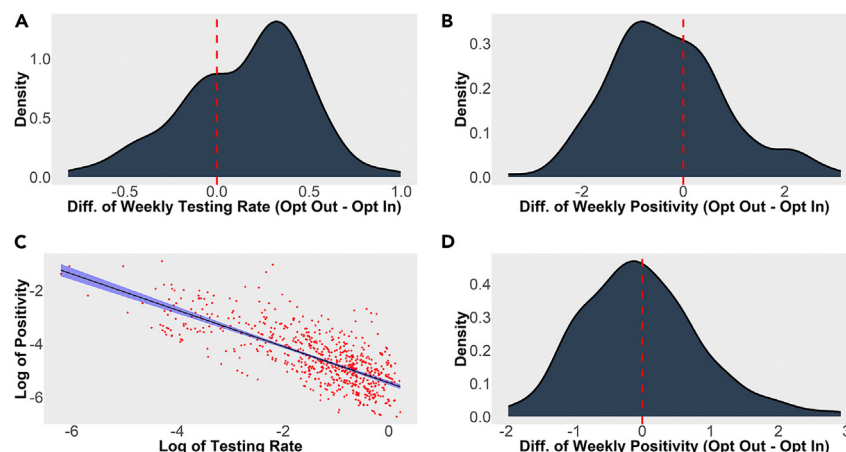 A
Density
1.0
0.5
0.0
-0.5 0.0 0.5 1.0
Diff. of Weekly Testing Rate (Opt Out - Opt In)
B
Density
0.3
0.2
0.1
0.0
-2 0 2
Diff. of Weekly Positivity (Opt Out - Opt In)
C
Log of Positivity
-2
-4
-6
-6 -4 -2 0
Log of Testing Rate
D
Density
0.4
0.3
0.2
0.1
0.0
-2 -1 0 1 2 3
Diff. of Weekly Positivity (Opt Out - Opt In)